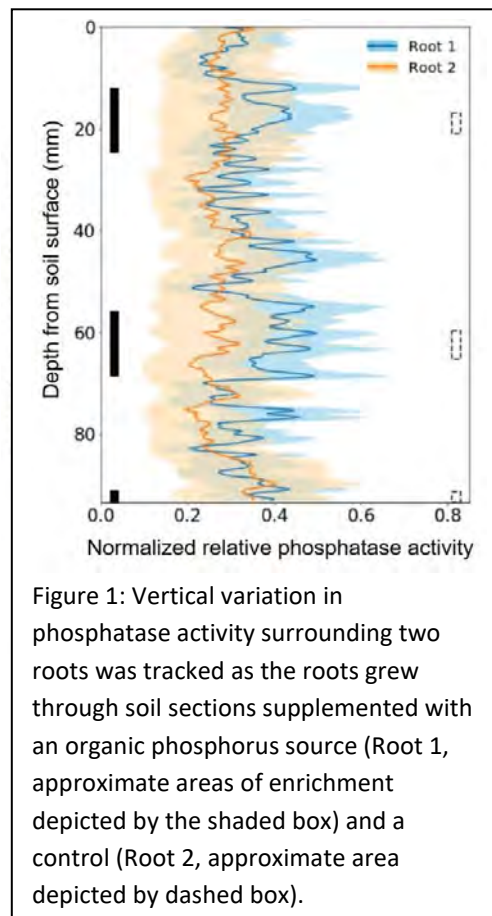 0
Root 1
Root 2
20
40
60
80
Depth from soil surface (mm)
0.0 0.2 0.4 0.6 0.8
Normalized relative phosphatase activity
Figure 1: Vertical variation in
phosphatase activity surrounding two
roots was tracked as the roots grew
through soil sections supplemented with
an organic phosphorus source (Root 1,
approximate areas of enrichment
depicted by the shaded box) and a
control (Root 2, approximate area
depicted by dashed box).